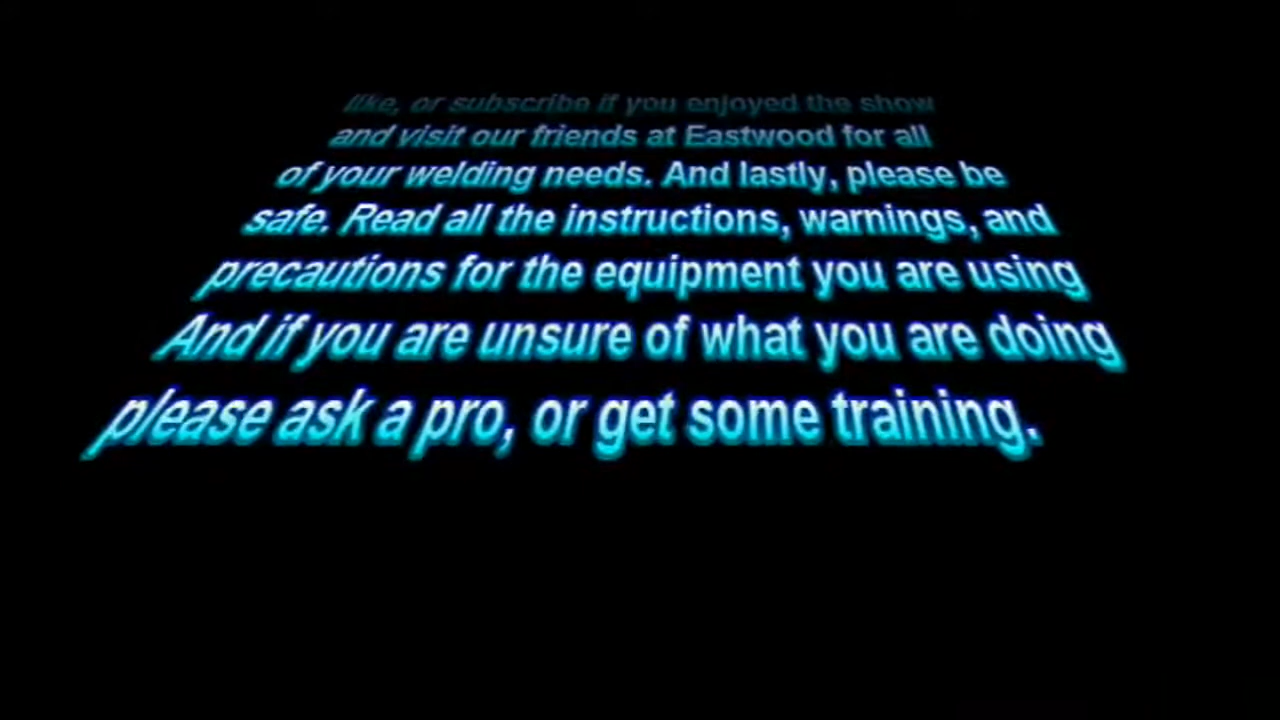 like, or subscribe if you enjoyed the show
and visit our friends at Eastwood for all
of your welding needs. And lastly, please be
safe. Read all the instructions, warnings, and
precautions for the equipment you are using
And if you are unsure of what you are doing
please ask a pro, or get some training.